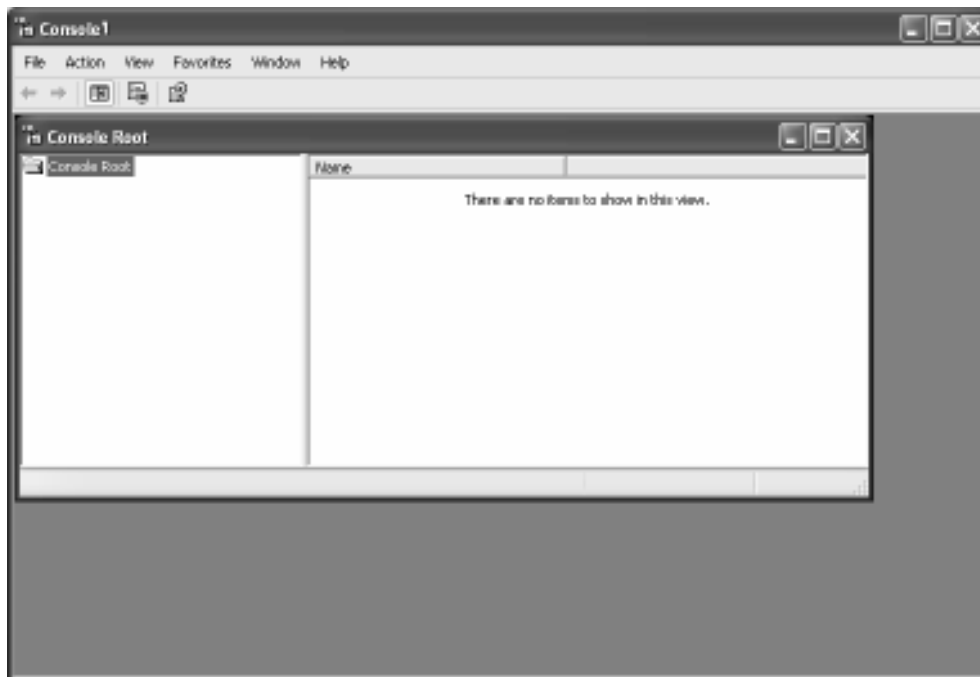 Console1
File Action View Favorites Window Help
Console Root
Console Root
Name
There are no items to show in this view.